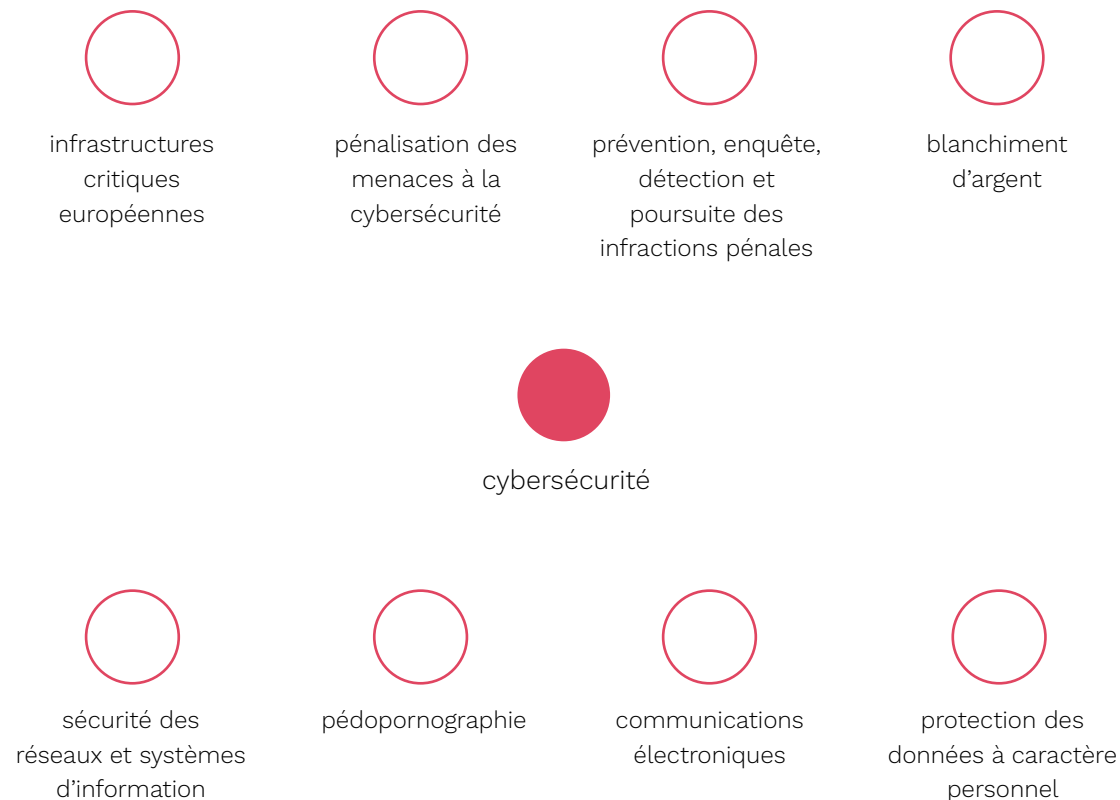 infrastructures
critiques
européennes
pénalisation des
menaces à la
cybersécurité
prévention, enquête,
détection et
poursuite des
infractions pénales
blanchiment
d’argent
cybersécurité
sécurité des
réseaux et systèmes
d’information
pédopornographie
communications
électroniques
protection des
données à caractère
personnel